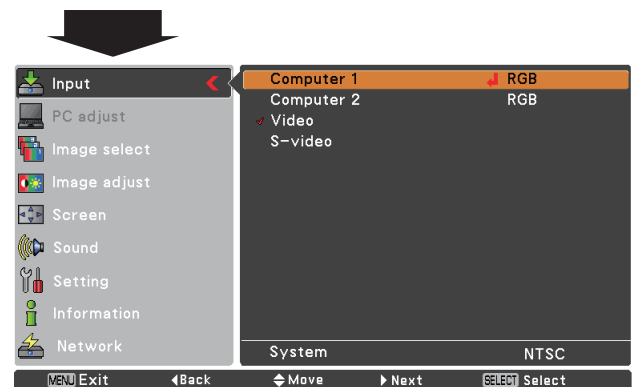 Input
PC adjust
Image select
Image adjust
Screen
Sound
Setting
Information
Network
Computer 1 RGB
Computer 2 RGB
Video
S-video
System NTSC
MENU Exit Back Move Next SELECT Select